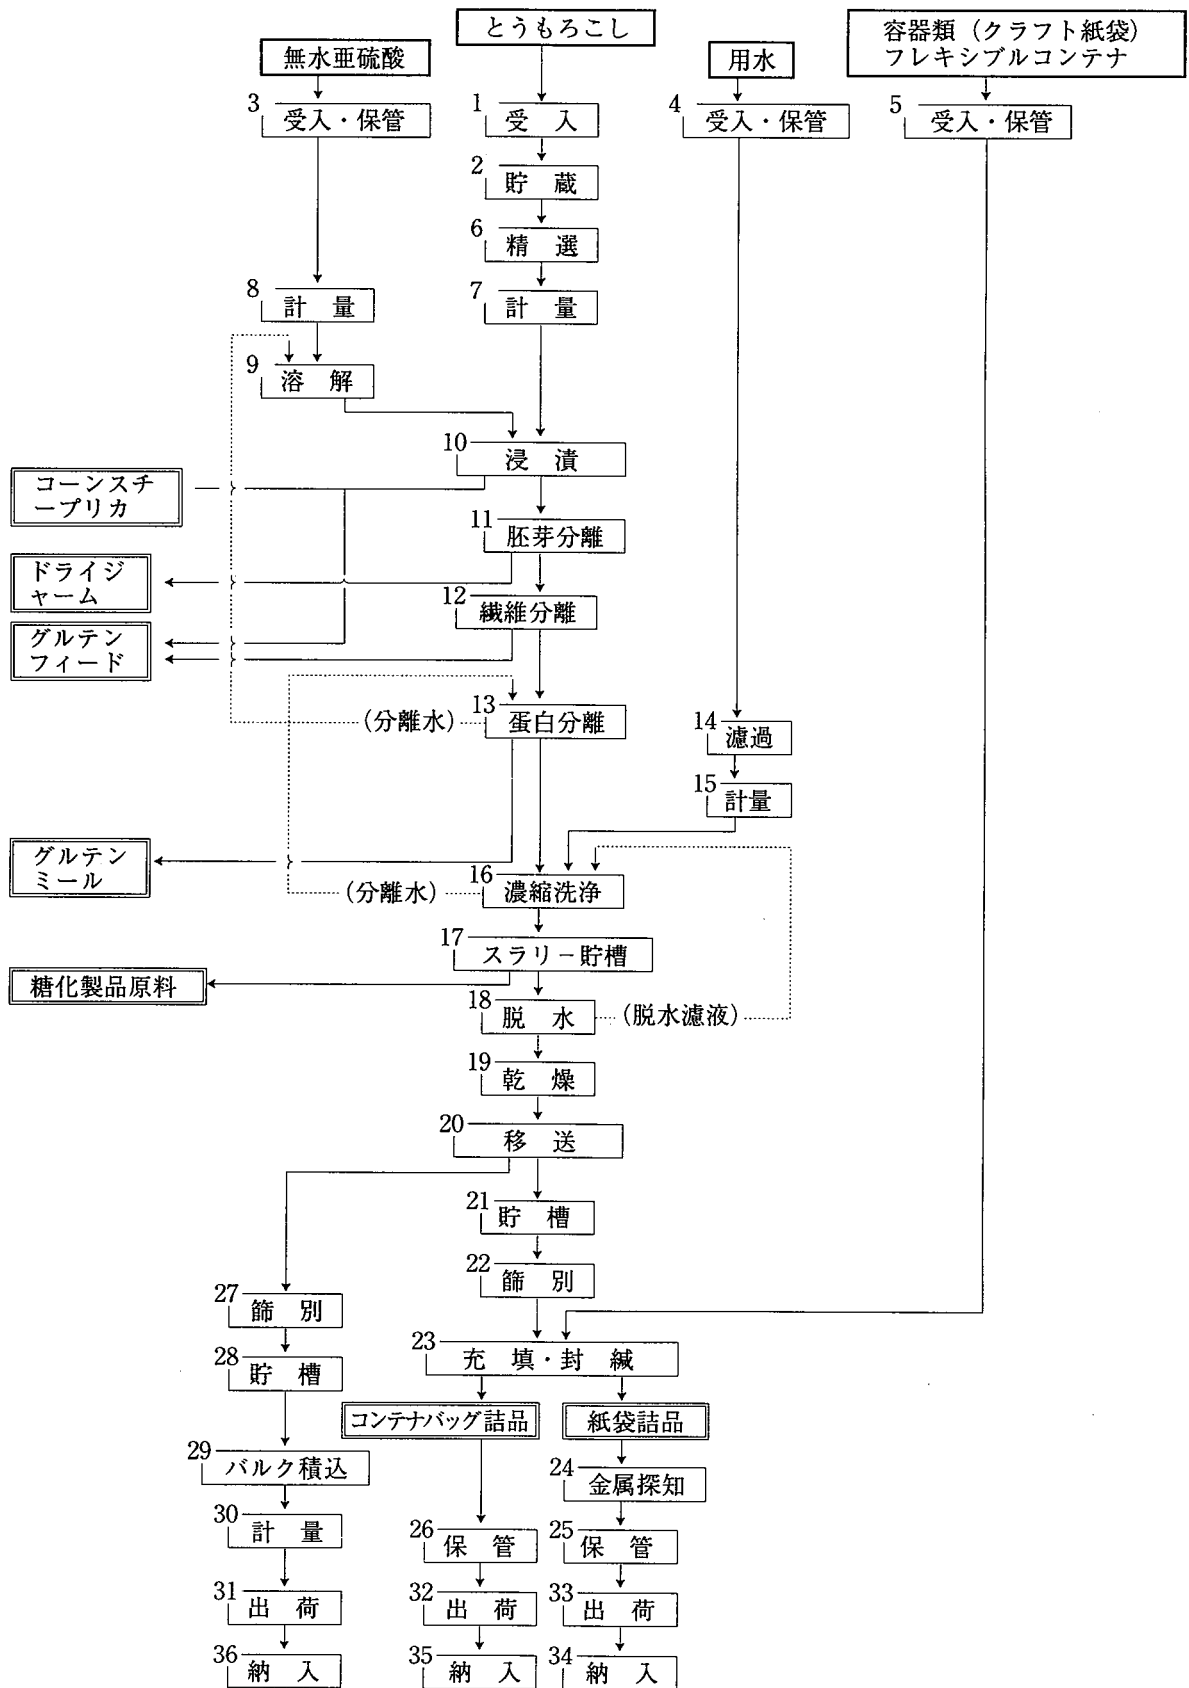 とうもろこし
無水亜硫酸
用水
容器類（クラフト紙袋）
フレキシブルコンテナ
3 受入・保管
1 受 入
4 受入・保管
5 受入・保管
2 貯 蔵
6 精 選
8 計 量
7 計 量
9 溶 解
10 浸 漬
コーンスチ
ープリカ
11 胚芽分離
ドライジ
ャーム
12 繊維分離
グルテン
フィード
13 蛋白分離
(分離水)
14 濾過
15 計量
グルテン
ミール
16 濃縮洗浄
(分離水)
17 スラリー貯槽
糖化製品原料
18 脱 水
(脱水濾液)
19 乾 燥
20 移 送
21 貯 槽
22 篩 別
27 篩 別
23 充 填・封 緘
28 貯 槽
コンテナバッグ詰品
紙袋詰品
29 バルク積込
24 金属探知
30 計 量
26 保 管
25 保 管
31 出 荷
32 出 荷
33 出 荷
36 納 入
35 納 入
34 納 入